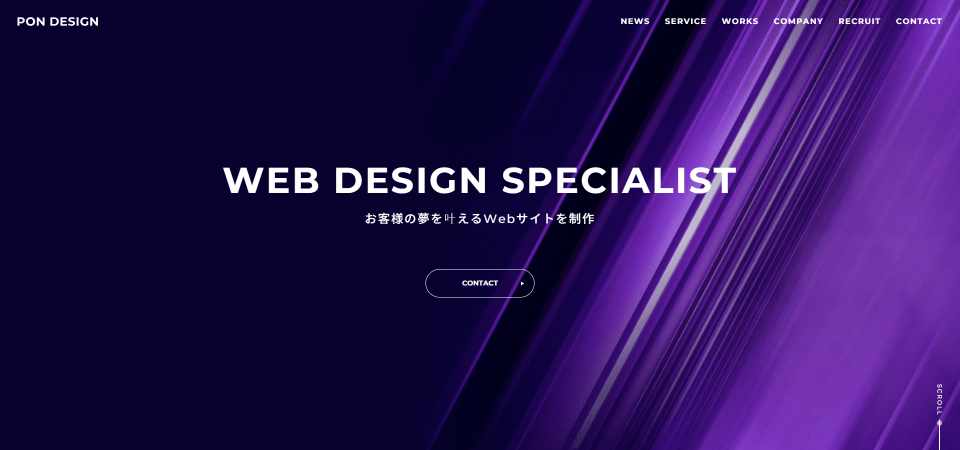 PON DESIGN
NEWS SERVICE WORKS COMPANY RECRUIT CONTACT
WEB DESIGN SPECIALIST
お客様の夢を叶えるWebサイトを制作
CONTACT
SCROLL